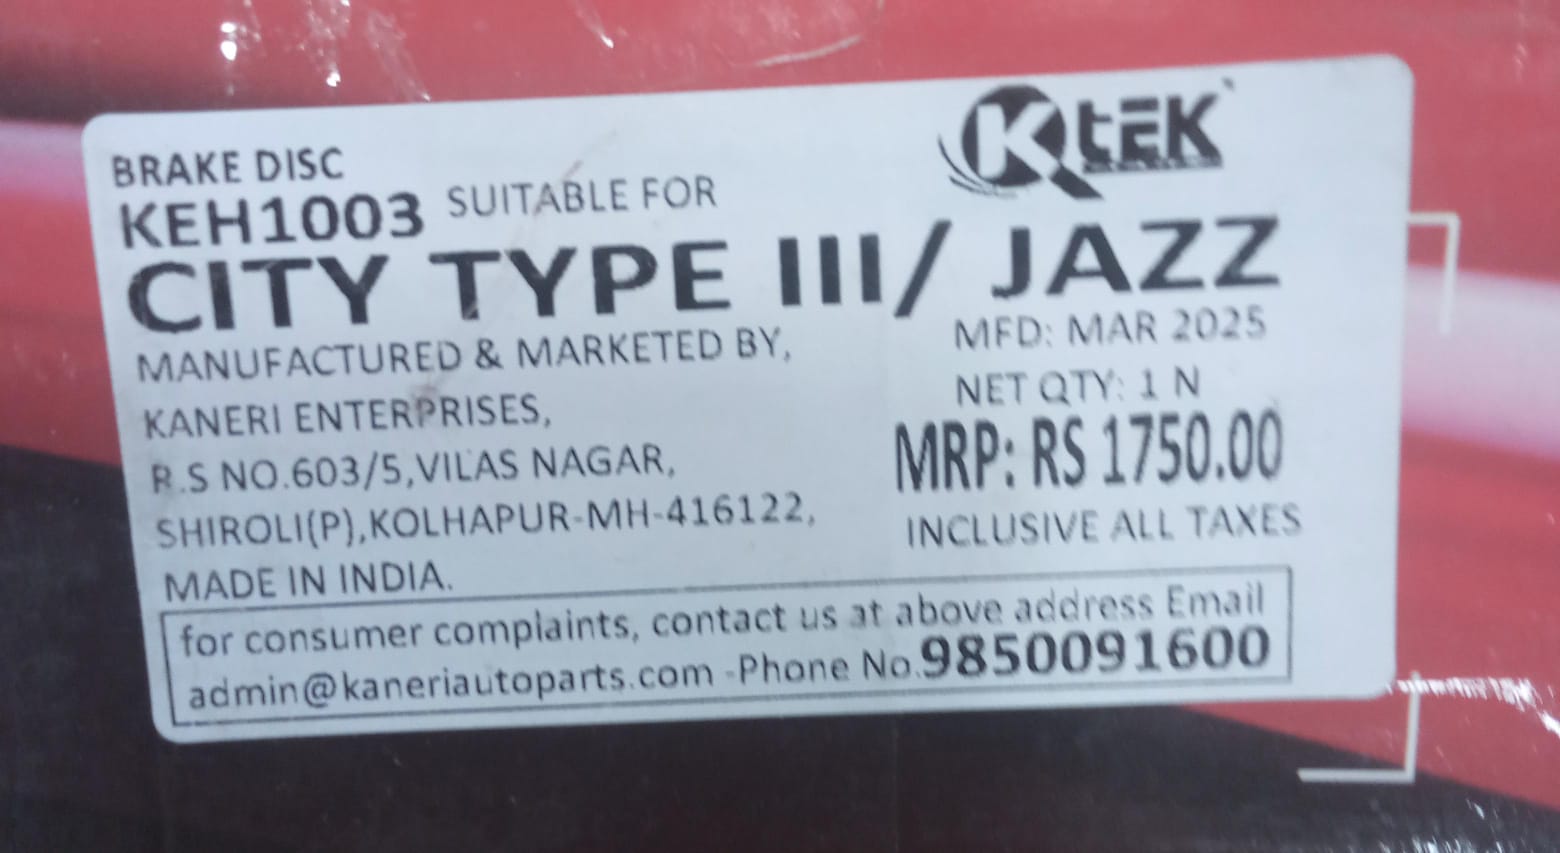 Ktek
BRAKE DISC
KEH1003 SUITABLE FOR
CITY TYPE III/ JAZZ
MANUFACTURED & MARKETED BY,
KANERI ENTERPRISES,
R.S NO.603/5,VILAS NAGAR,
SHIROLI(P),KOLHAPUR-MH-416122,
MADE IN INDIA.
MFD: MAR 2025
NET QTY: 1 N
MRP: RS 1750.00
INCLUSIVE ALL TAXES
for consumer complaints, contact us at above address Email
admin@kaneriautoparts.com -Phone No.9850091600